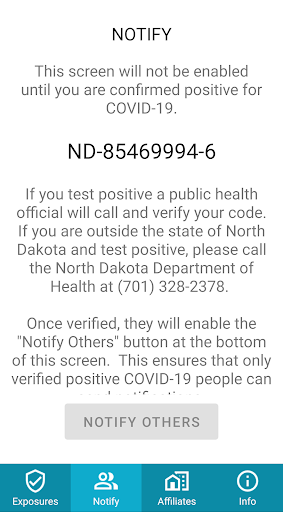 NOTIFY
This screen will not be enabled
until you are confirmed positive for
COVID-19.
ND-85469994-6
If you test positive a public health
official will call and verify your code.
If you are outside the state of North
Dakota and test positive, please call
the North Dakota Department of
Health at (701) 328-2378.
Once verified, they will enable the
"Notify Others" button at the bottom
of this screen.  This ensures that only
verified positive COVID-19 people can
NOTIFY OTHERS
Exposures
Notify
Affiliates
Info